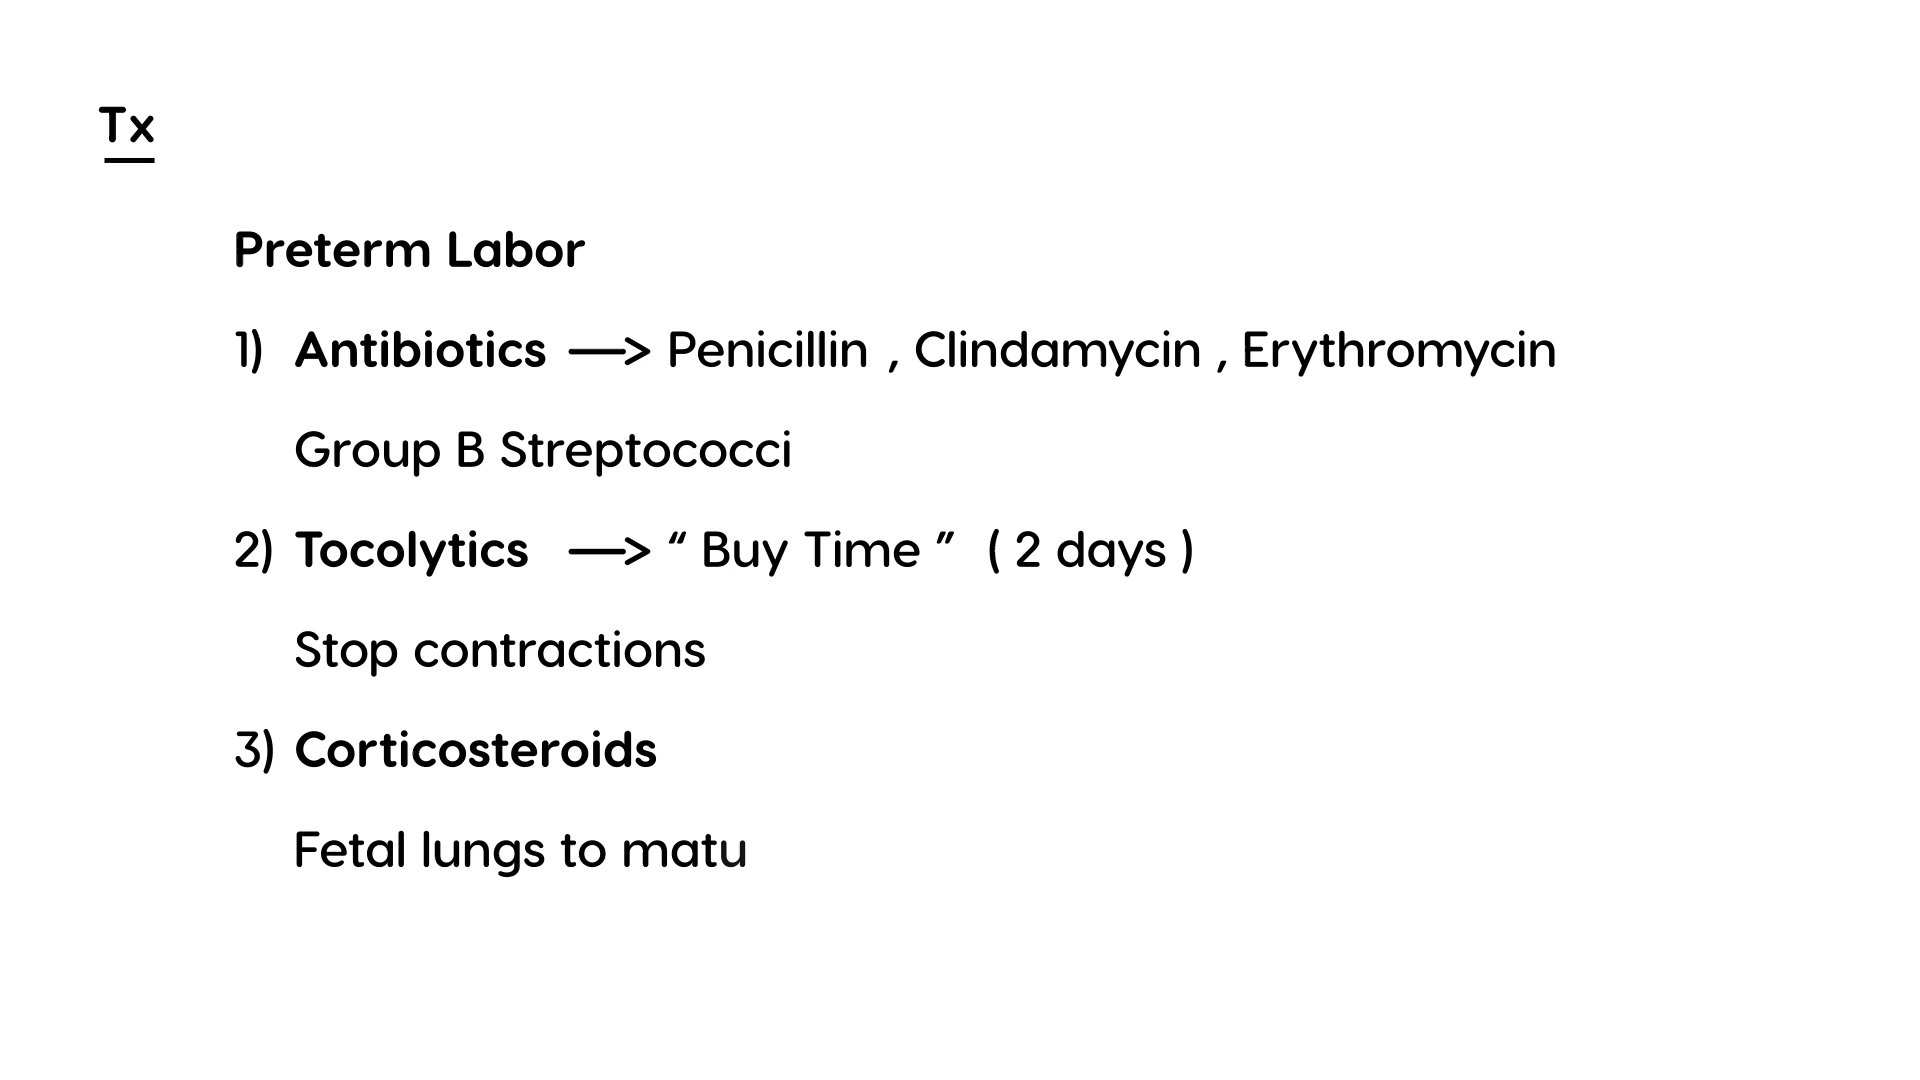 Tx
Preterm Labor
1) Antibiotics —> Penicillin , Clindamycin , Erythromycin
Group B Streptococci
2) Tocolytics —> “ Buy Time ” ( 2 days )
Stop contractions
3) Corticosteroids
Fetal lungs to matu